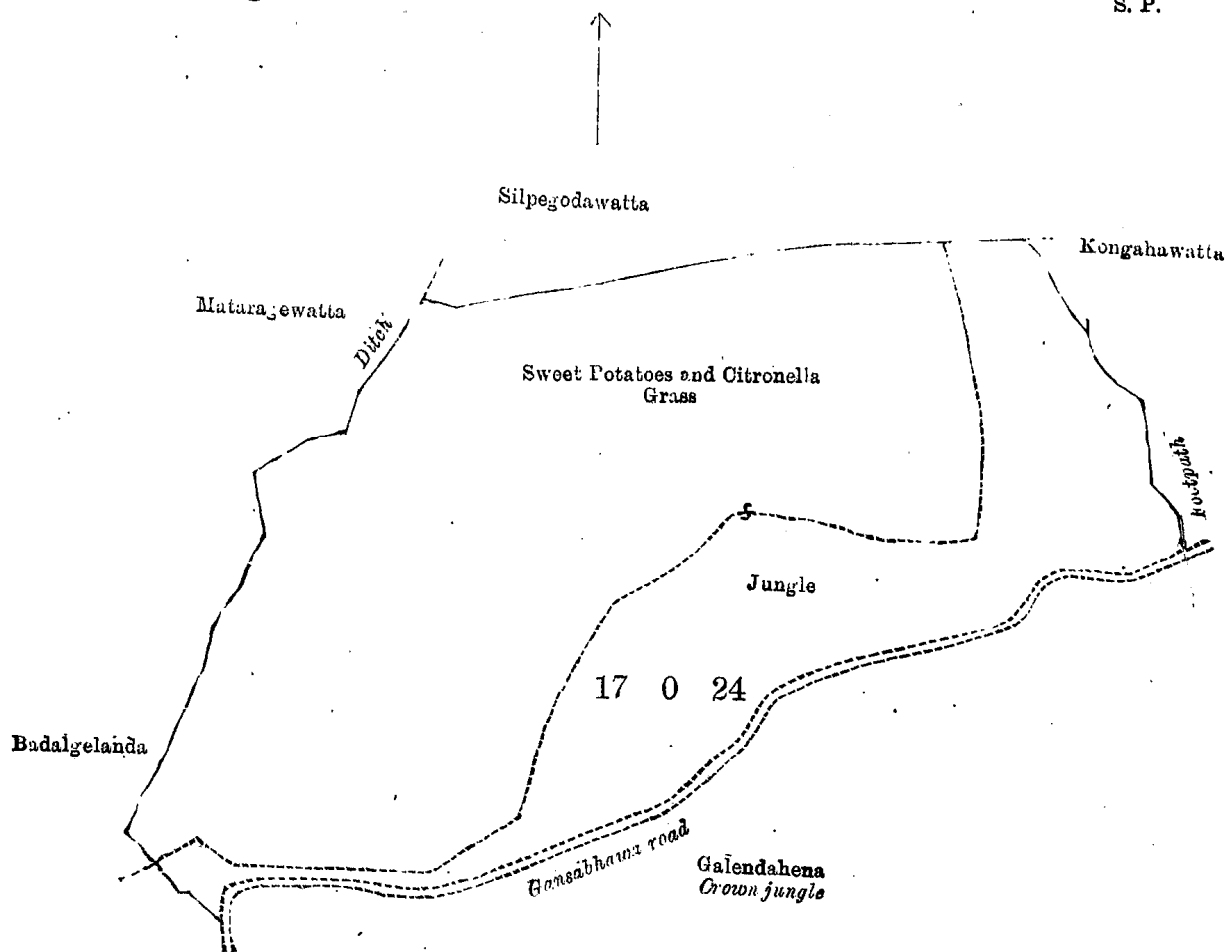 S. P.
Silpegodawatta
Kongahawatta
Mataragewatta
Ditch
Sweet Potatoes and Citronella
Grass
Footpath
Jungle
17 0 24
Badalgelanda
Gansabhawa road
Galendahena
Crown jungle